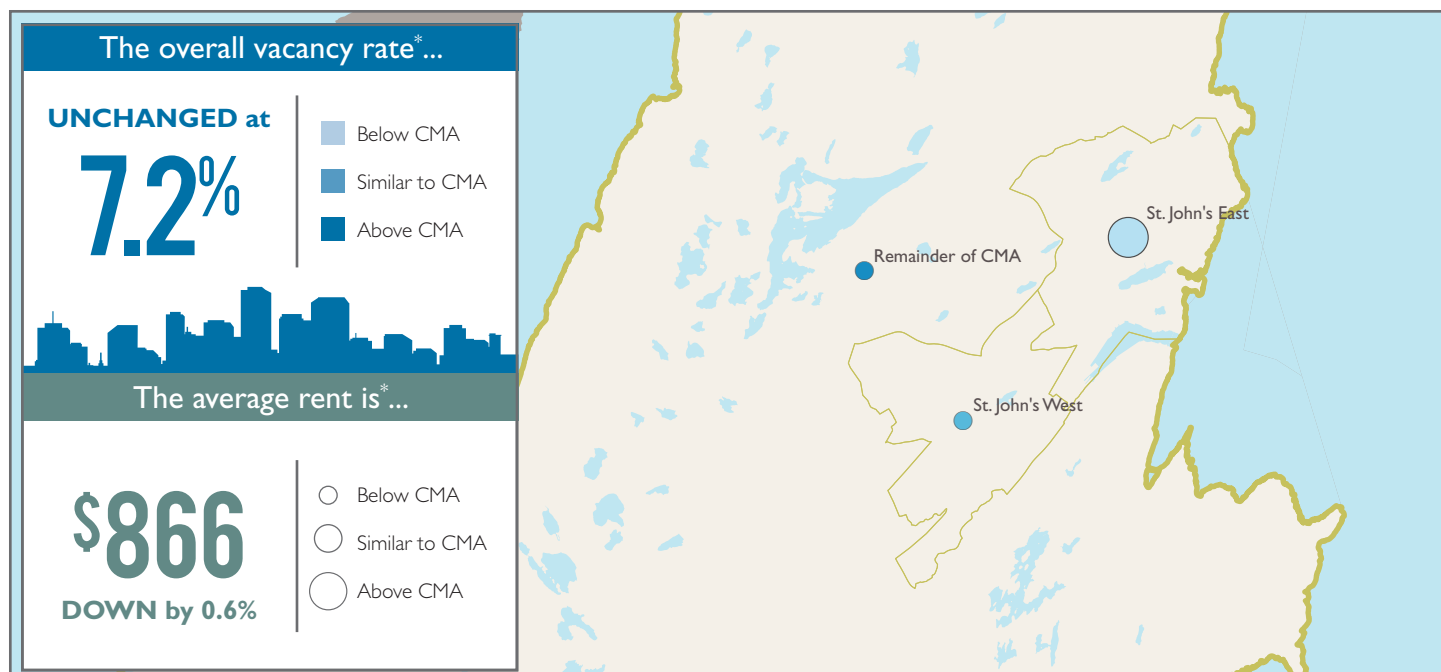 The overall vacancy rate*...
UNCHANGED at
7.2%
Below CMA
Similar to CMA
Above CMA
The average rent is*...
$866
DOWN by 0.6%
Below CMA
Similar to CMA
Above CMA
St. John's East
Remainder of CMA
St. John's West